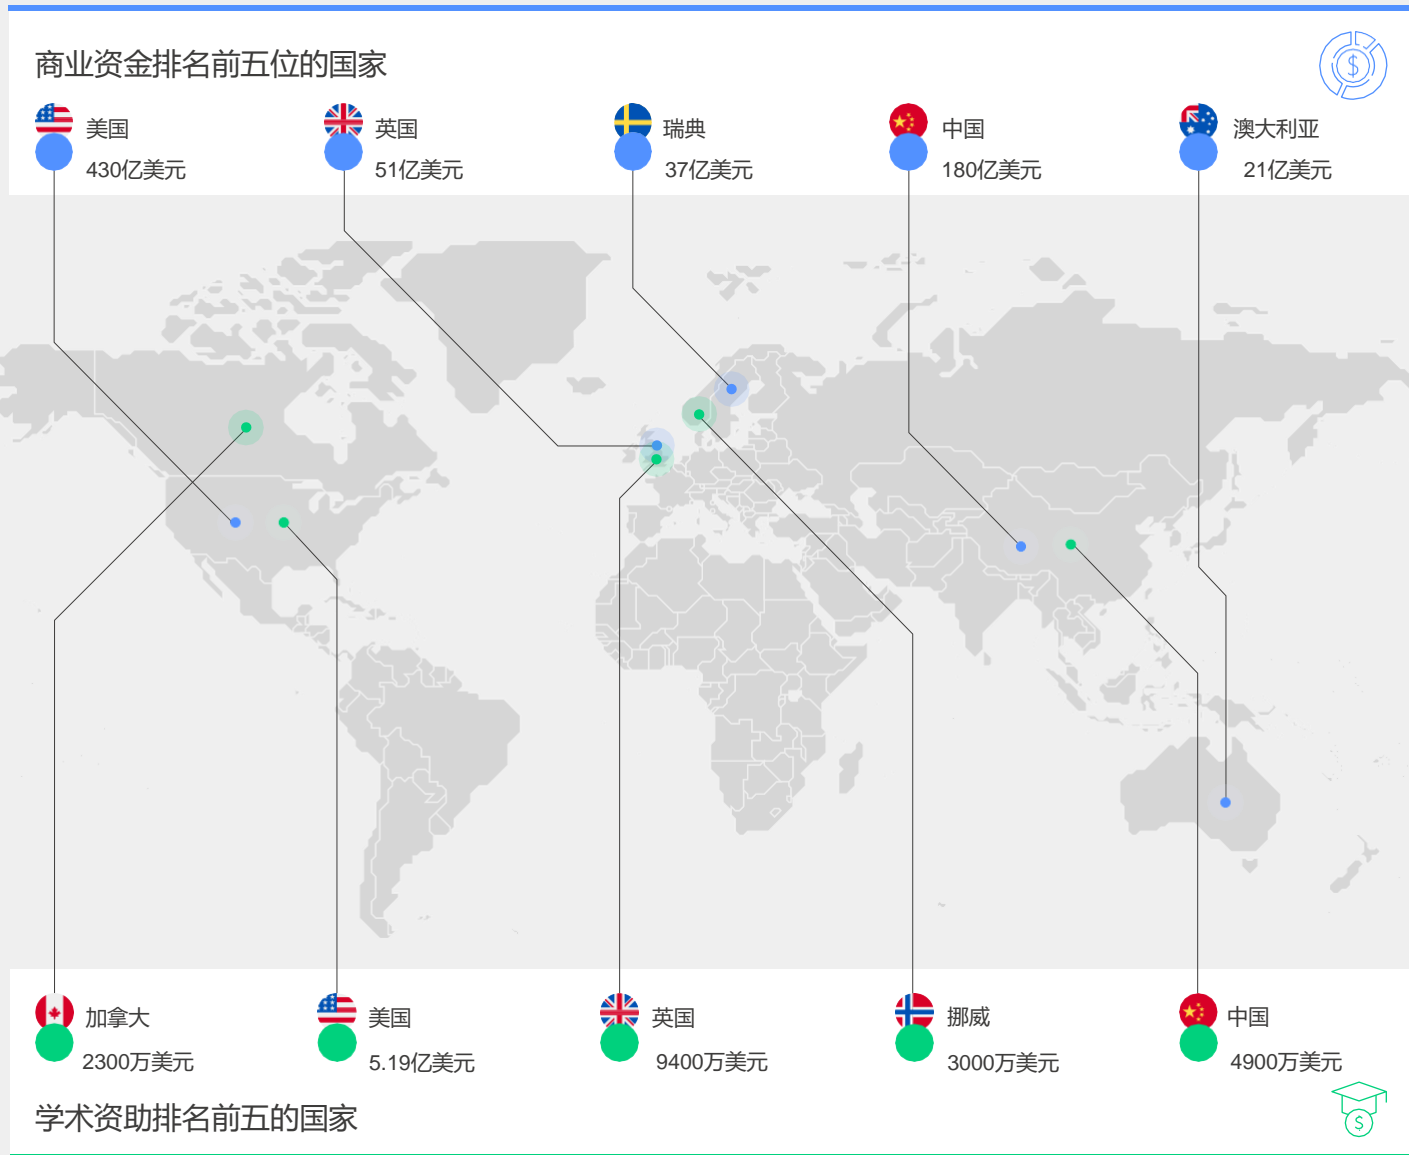 商业资金排名前五位的国家
美国
430亿美元
英国
51亿美元
瑞典
37亿美元
中国
180亿美元
澳大利亚
21亿美元
加拿大
2300万美元
美国
5.19亿美元
英国
9400万美元
挪威
3000万美元
中国
4900万美元
学术资助排名前五的国家